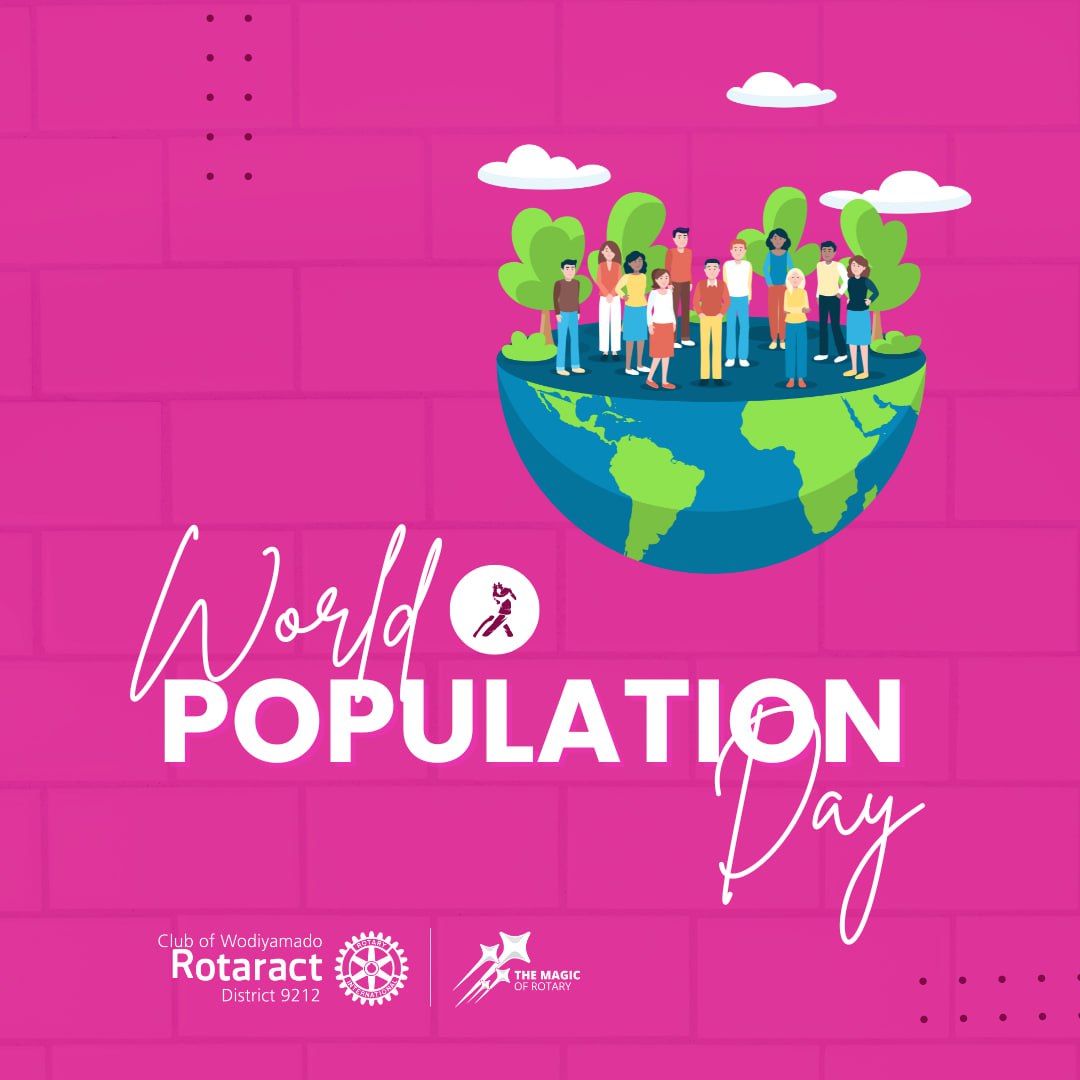 World
POPULATION
Day
Club of Wodiyamado
Rotaract
District 9212
ROTARY
INTERNATIONAL
THE MAGIC
OF ROTARY